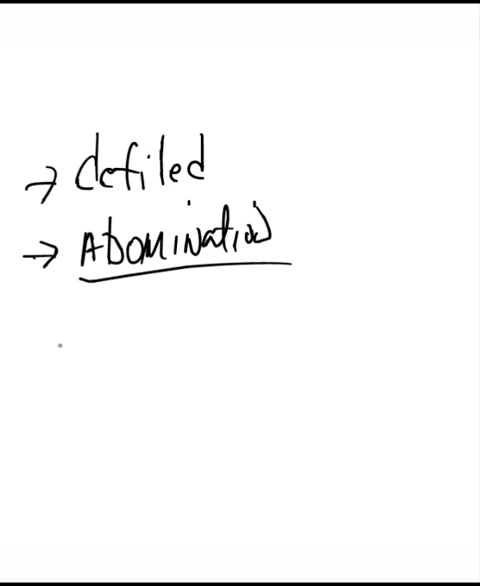 → defiled
→ Abomination